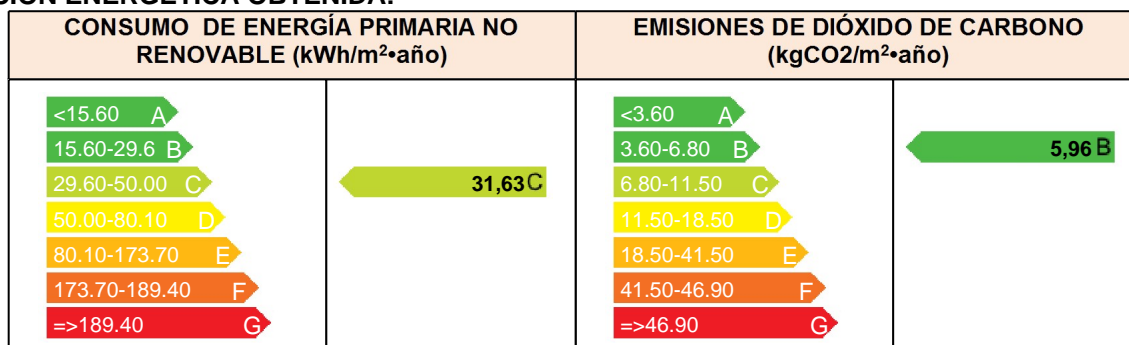 CONSUMO DE ENERGÍA PRIMARIA NO
RENOVABLE (kWh/m²•año)
<15.60 A
15.60-29.6 B
29.60-50.00 C
50.00-80.10 D
80.10-173.70 E
173.70-189.40 F
=>189.40 G
31,63 C
EMISIONES DE DIÓXIDO DE CARBONO
(kgCO2/m²•año)
<3.60 A
3.60-6.80 B
6.80-11.50 C
11.50-18.50 D
18.50-41.50 E
41.50-46.90 F
=>46.90 G
5,96 B